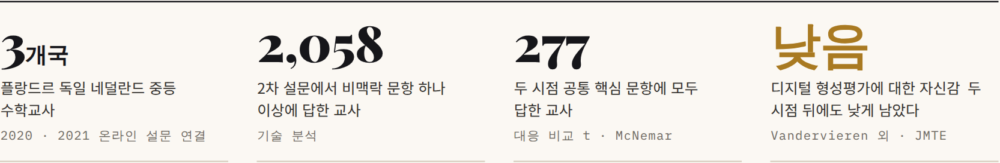 3개국
플랑드르 독일 네덜란드 중등
수학교사
2020 · 2021 온라인 설문 연결
2,058
2차 설문에서 비맥락 문항 하나
이상에 답한 교사
기술 분석
277
두 시점 공통 핵심 문항에 모두
답한 교사
대응 비교 t · McNemar
낮음
디지털 형성평가에 대한 자신감 두
시점 뒤에도 낮게 남았다
Vandervieren 외 · JMTE